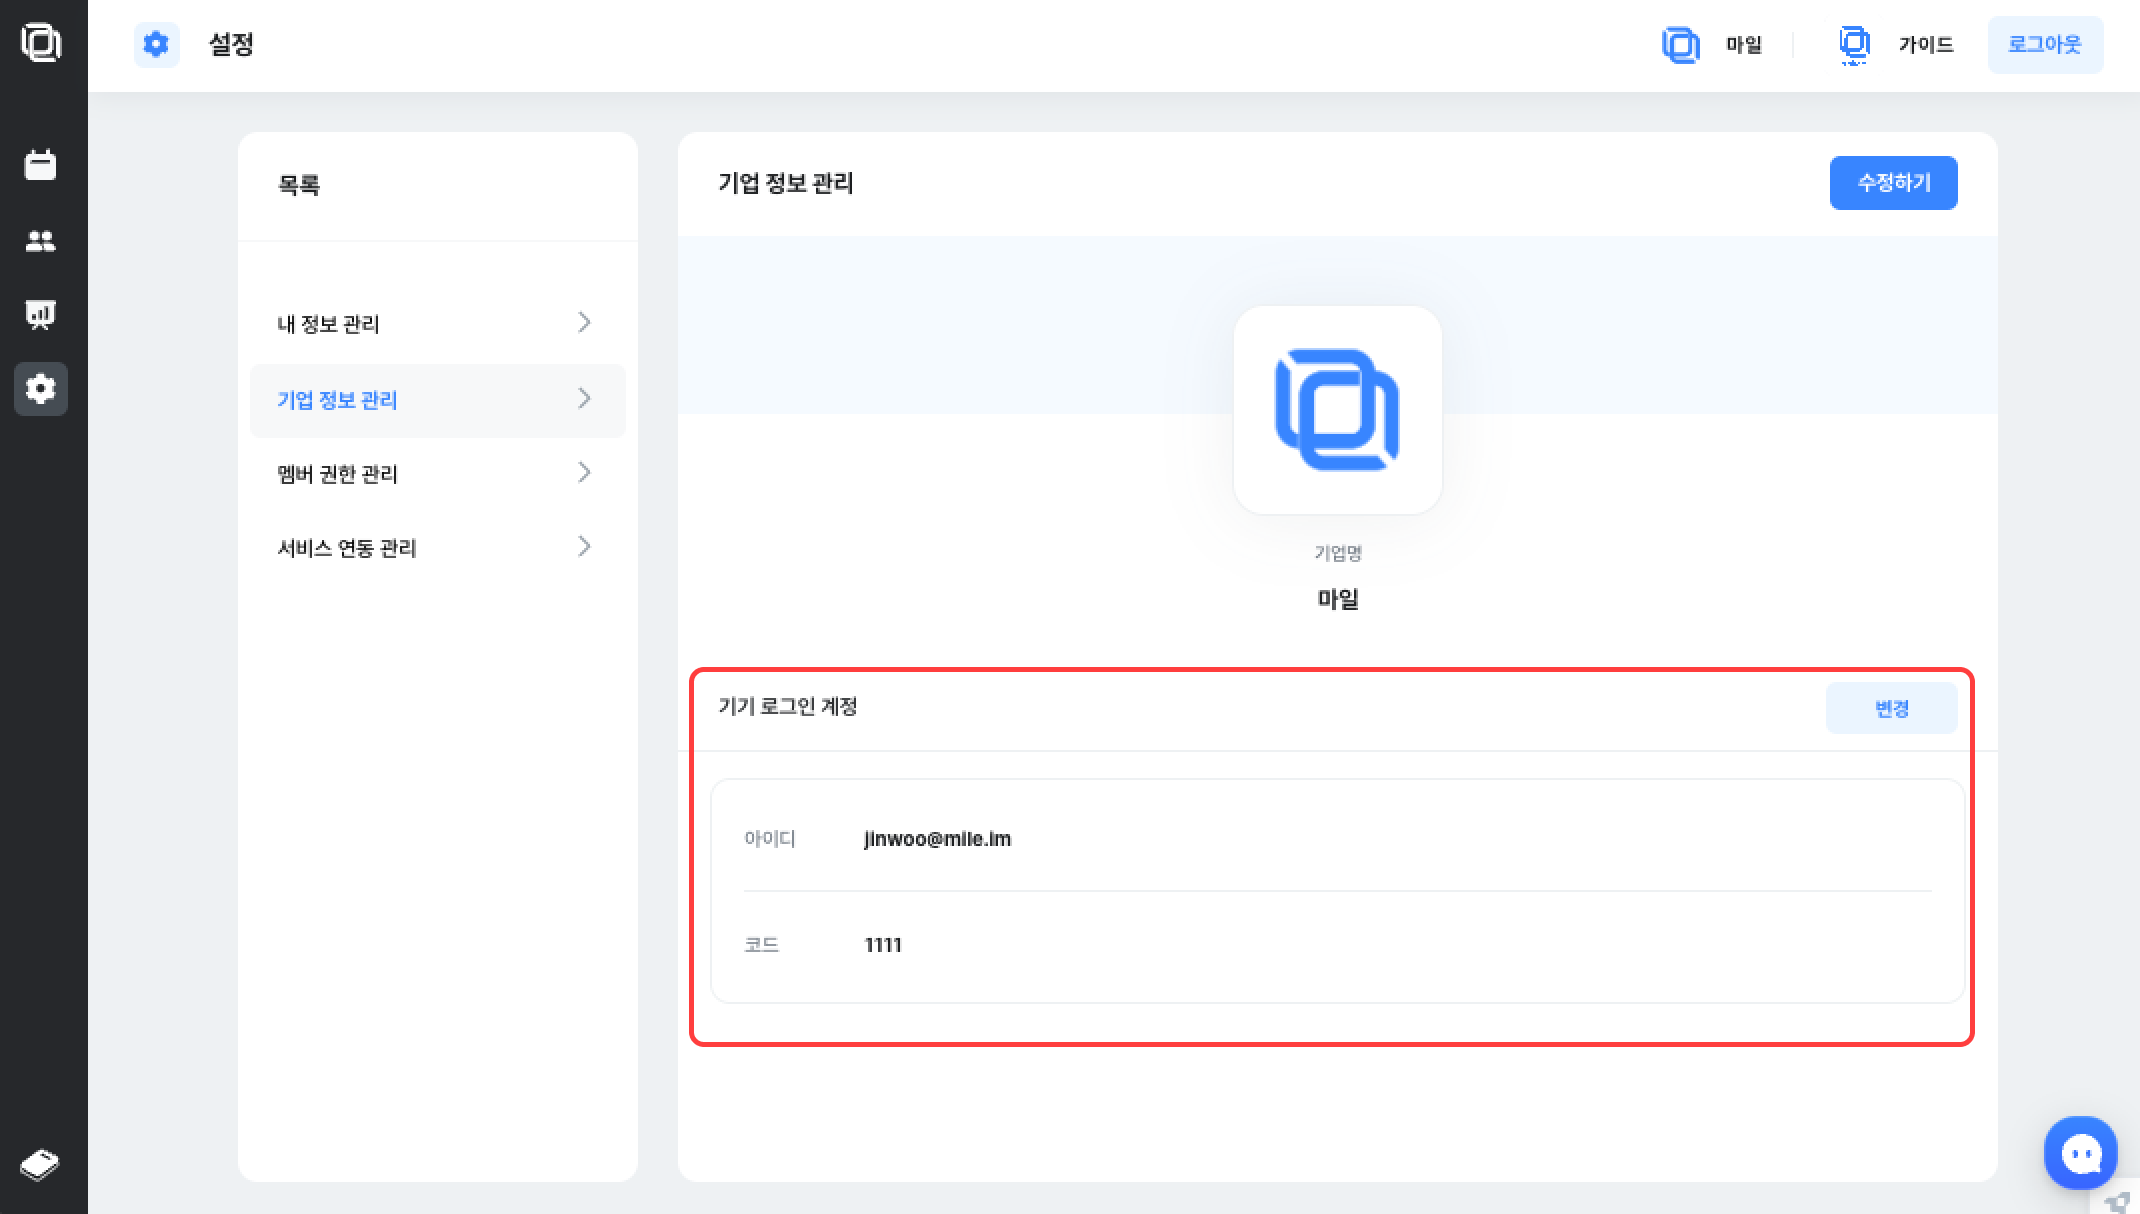 설정
마일
가이드
로그아웃
목록
내 정보 관리
기업 정보 관리
멤버 권한 관리
서비스 연동 관리
기업 정보 관리
수정하기
기업명
마일
기기 로그인 계정
변경
아이디
jinwoo@mile.im
코드
1111